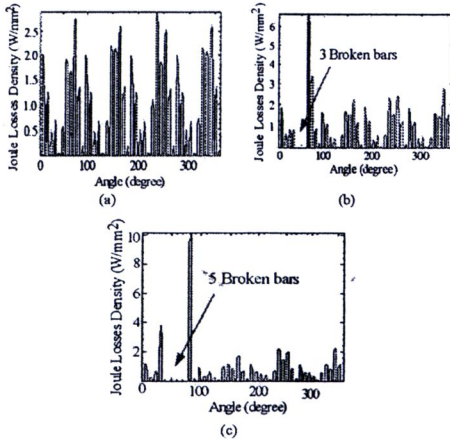 Joule Losses Density (W/mm²)
2.5
2.0
1.5
1.0
0.5
0
100
200
300
Angle (degree)
(a)
Joule Losses Density (W/mm²)
6
5
4
3
2
1
3 Broken bars
0
100
200
300
Angle (degree)
(b)
Joule Losses Density (W/mm²)
10
8
6
4
2
5 Broken bars
0
100
200
300
Angle (degree)
(c)